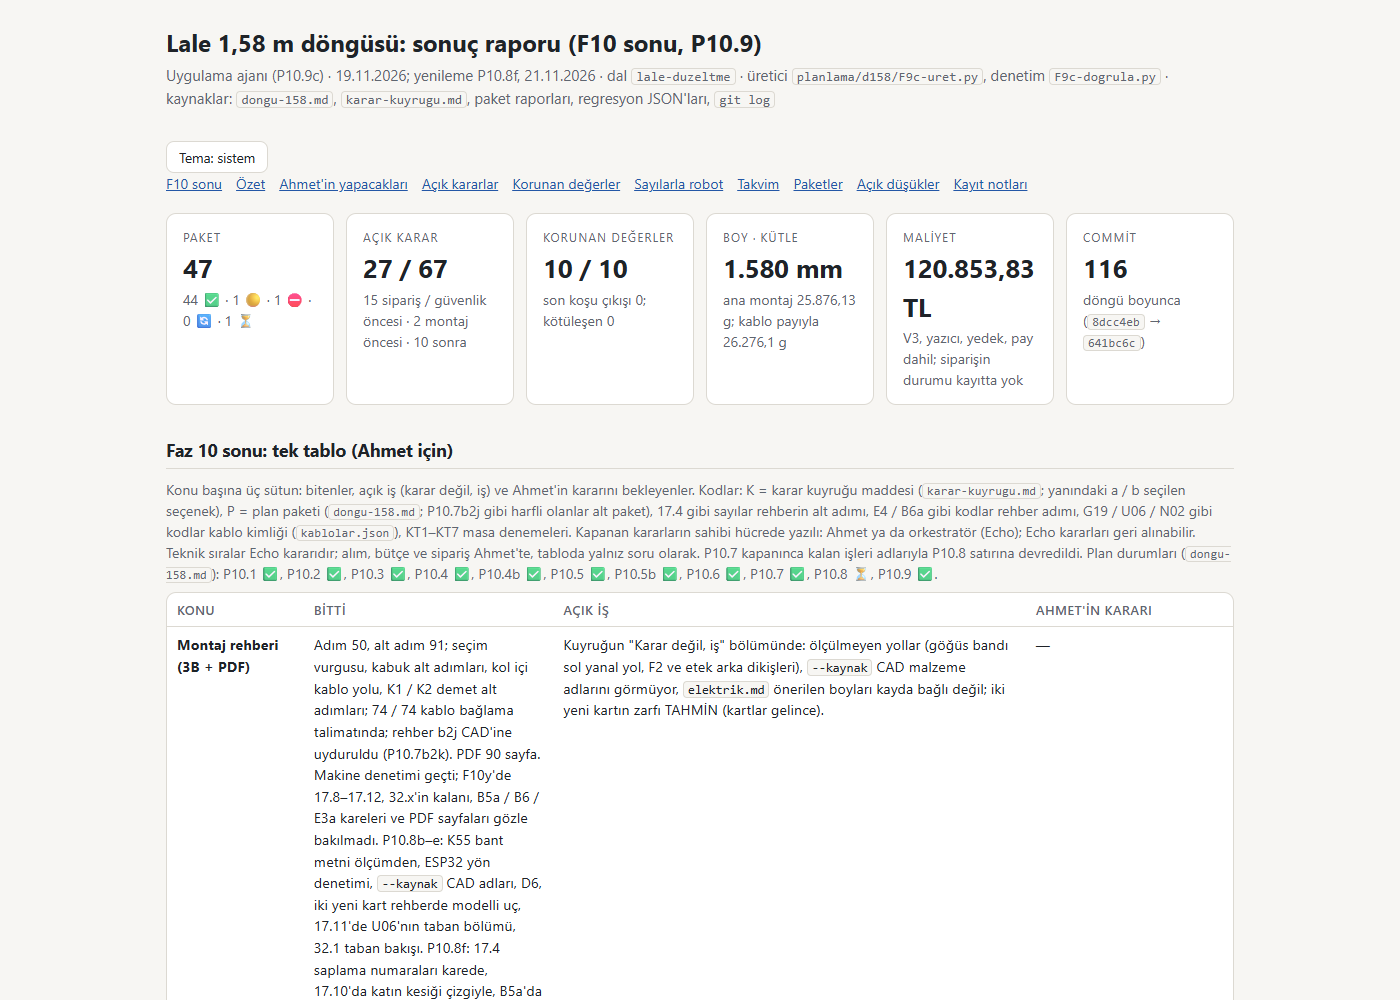 Lale 1,58 m döngüsü: sonuç raporu (F10 sonu, P10.9)
Uygulama ajanı (P10.9c) · 19.11.2026; yenileme P10.8f, 21.11.2026 · dal lale-duzeltme · üretici planlama/d158/F9c-uret.py, denetim F9c-dogrula.py ·
kaynaklar: dongu-158.md, karar-kuyrugu.md, paket raporları, regresyon JSON'ları, git log
Tema: sistem
F10 sonu Özet Ahmet'in yapacakları Açık kararlar Korunan değerler Sayılarla robot Takvim Paketler Açık düşükler Kayıt notları
PAKET
47
44 ✅ · 1 🟡 · 1 ⛔ ·
0 🔄 · 1 ⏳
AÇIK KARAR
27 / 67
15 sipariş / güvenlik
öncesi · 2 montaj
öncesi · 10 sonra
KORUNAN DEĞERLER
10 / 10
son koşu çıkışı 0;
kötüleşen 0
BOY · KÜTLE
1.580 mm
ana montaj 25.876,13
g; kablo payıyla
26.276,1 g
MALİYET
120.853,83
TL
V3, yazıcı, yedek, pay
dahil; siparişin
durumu kayıtta yok
COMMİT
116
döngü boyunca
(8dcc4eb →
641bc6c)
Faz 10 sonu: tek tablo (Ahmet için)
Konu başına üç sütun: bitenler, açık iş (karar değil, iş) ve Ahmet'in kararını bekleyenler. Kodlar: K = karar kuyruğu maddesi (karar-kuyrugu.md; yanındaki a / b seçilen
seçenek), P = plan paketi (dongu-158.md; P10.7b2j gibi harfli olanlar alt paket), 17.4 gibi sayılar rehberin alt adımı, E4 / B6a gibi kodlar rehber adımı, G19 / U06 / N02 gibi
kodlar kablo kimliği (kablolar.json), KT1–KT7 masa denemeleri. Kapanan kararların sahibi hücrede yazılı: Ahmet ya da orkestratör (Echo); Echo kararları geri alınabilir.
Teknik sıralar Echo kararıdır; alım, bütçe ve sipariş Ahmet'te, tabloda yalnız soru olarak. P10.7 kapanınca kalan işleri adlarıyla P10.8 satırına devredildi. Plan durumları (dongu-
158.md): P10.1 ✅, P10.2 ✅, P10.3 ✅, P10.4 ✅, P10.4b ✅, P10.5 ✅, P10.5b ✅, P10.6 ✅, P10.7 ✅, P10.8 ⏳, P10.9 ✅.
KONU BİTTİ AÇIK İŞ AHMET'İN KARARI
Montaj rehberi
(3B + PDF)
Adım 50, alt adım 91; seçim
vurgusu, kabuk alt adımları, kol içi
kablo yolu, K1 / K2 demet alt
adımları; 74 / 74 kablo bağlama
talimatında; rehber b2j CAD'ine
uyduruldu (P10.7b2k). PDF 90 sayfa.
Makine denetimi geçti; F10y'de
17.8–17.12, 32.x'in kalanı, B5a / B6 /
E3a kareleri ve PDF sayfaları gözle
bakılmadı. P10.8b–e: K55 bant
metni ölçümden, ESP32 yön
denetimi, --kaynak CAD adları, D6,
iki yeni kart rehberde modelli uç,
17.11'de U06'nın taban bölümü,
32.1 taban bakışı. P10.8f: 17.4
saplama numaraları karede,
17.10'da katın kesiği çizgiyle, B5a'da
Kuyruğun "Karar değil, iş" bölümünde: ölçülmeyen yollar (göğüs bandı
sol yanal yol, F2 ve etek arka dikişleri), --kaynak CAD malzeme
adlarını görmüyor, elektrik.md önerilen boyları kayda bağlı değil; iki
yeni kartın zarfı TAHMİN (kartlar gelince).
—